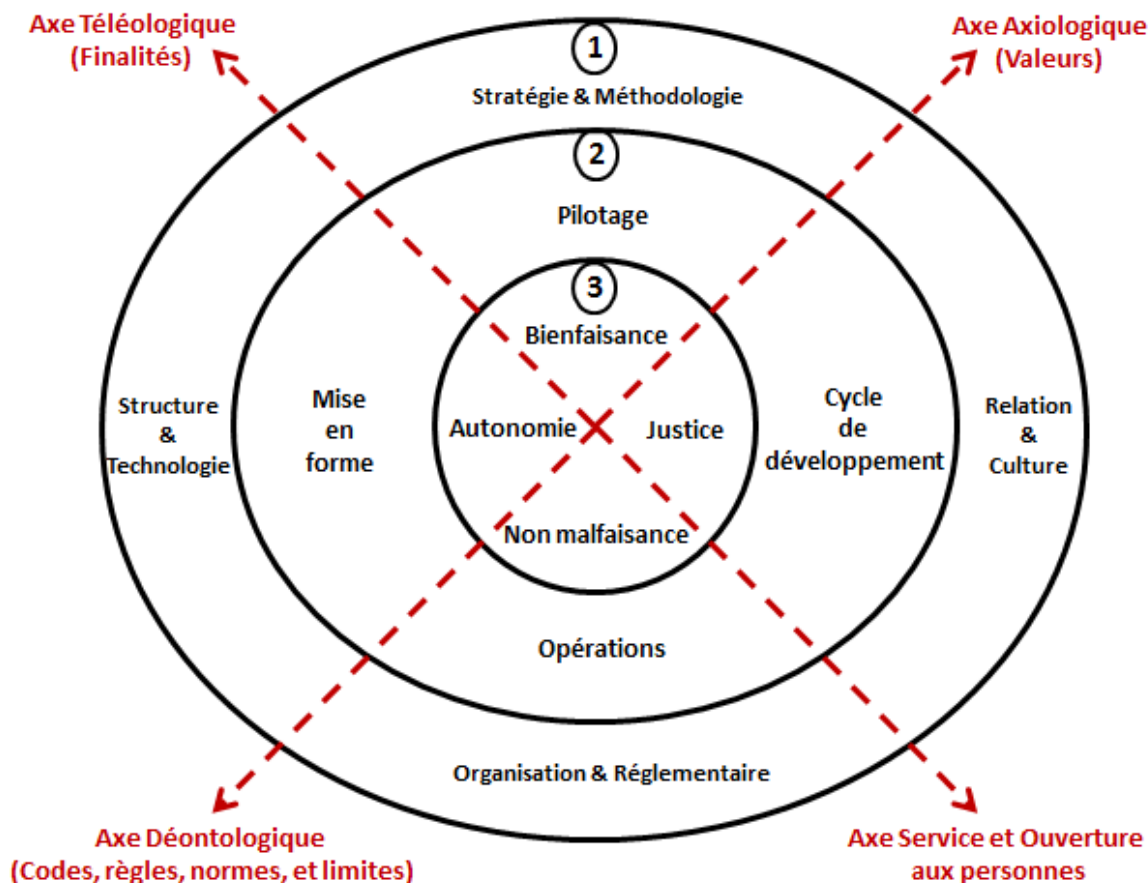 Axe Téléologique
(Finalités)
Axe Axiologique
(Valeurs)
1
Stratégie & Méthodologie
2
Pilotage
3
Bienfaisance
Structure
&
Technologie
Mise
en
forme
Autonomie
Justice
Cycle
de
développement
Relation
&
Culture
Non malfaisance
Opérations
Organisation & Réglementaire
Axe Déontologique
(Codes, règles, normes, et limites)
Axe Service et Ouverture
aux personnes